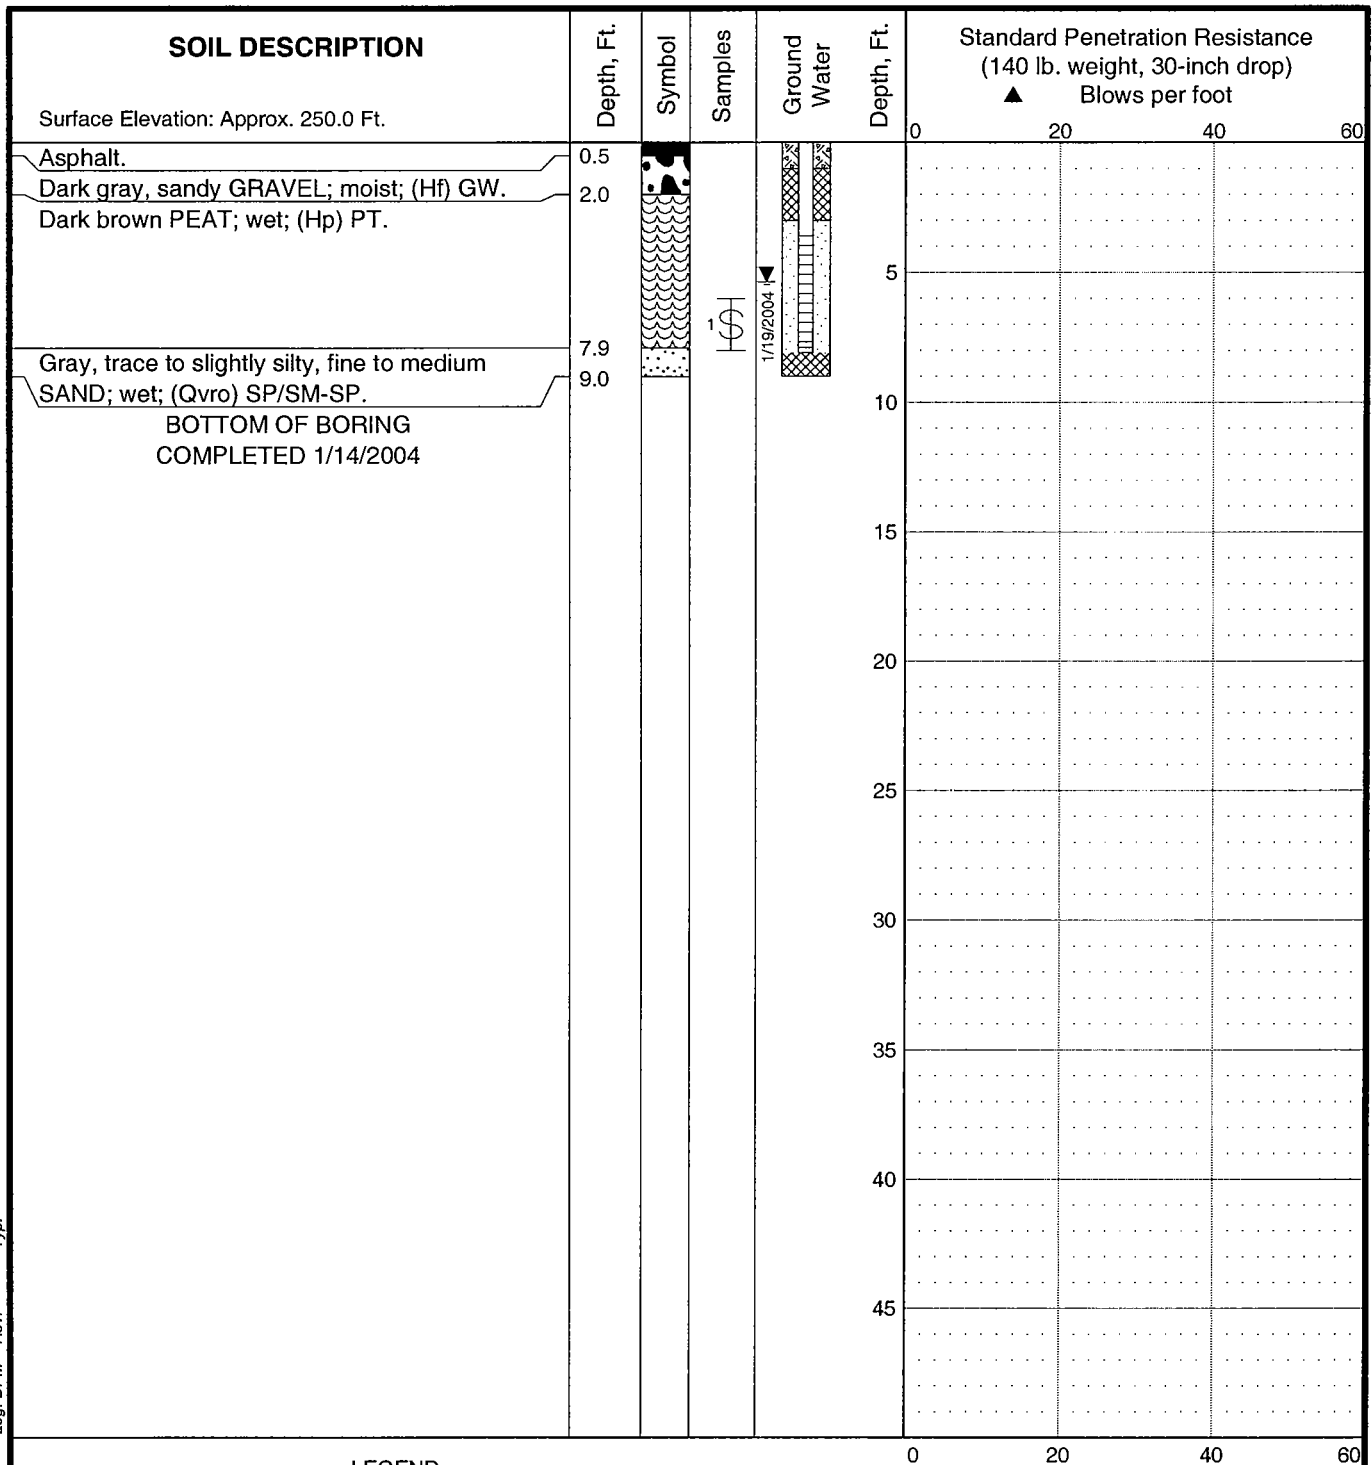 SOIL DESCRIPTION
Surface Elevation: Approx. 250.0 Ft.
Depth, Ft.
Symbol
Samples
Ground
Water
Depth, Ft.
Standard Penetration Resistance
(140 lb. weight, 30-inch drop)
▲ Blows per foot
0 20 40 60
Asphalt.
0.5
Dark gray, sandy GRAVEL; moist; (Hf) GW.
2.0
Dark brown PEAT; wet; (Hp) PT.
5
1
1/19/2004
7.9
Gray, trace to slightly silty, fine to medium
9.0
SAND; wet; (Qvro) SP/SM-SP.
10
BOTTOM OF BORING
COMPLETED 1/14/2004
15
20
25
30
35
40
45
0 20 40 60
LEGEND